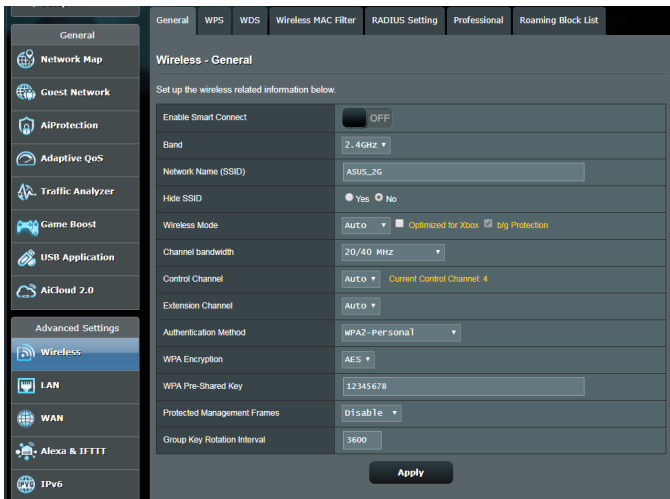 General WPS WDS Wireless MAC Filter RADIUS Setting Professional Roaming Block List
General
Network Map
Guest Network
AiProtection
Adaptive QoS
Traffic Analyzer
Game Boost
USB Application
AiCloud 2.0
Advanced Settings
Wireless
LAN
WAN
Alexa & IFTTT
IPv6
Wireless - General
Set up the wireless related information below.
Enable Smart Connect OFF
Band 2.4GHz
Network Name (SSID) ASUS_2G
Hide SSID Yes No
Wireless Mode Auto Optimized for Xbox b/g Protection
Channel bandwidth 20/40 MHz
Control Channel Auto Current Control Channel: 4
Extension Channel Auto
Authentication Method WPA2-Personal
WPA Encryption AES
WPA Pre-Shared Key 12345678
Protected Management Frames Disable
Group Key Rotation Interval 3600
Apply